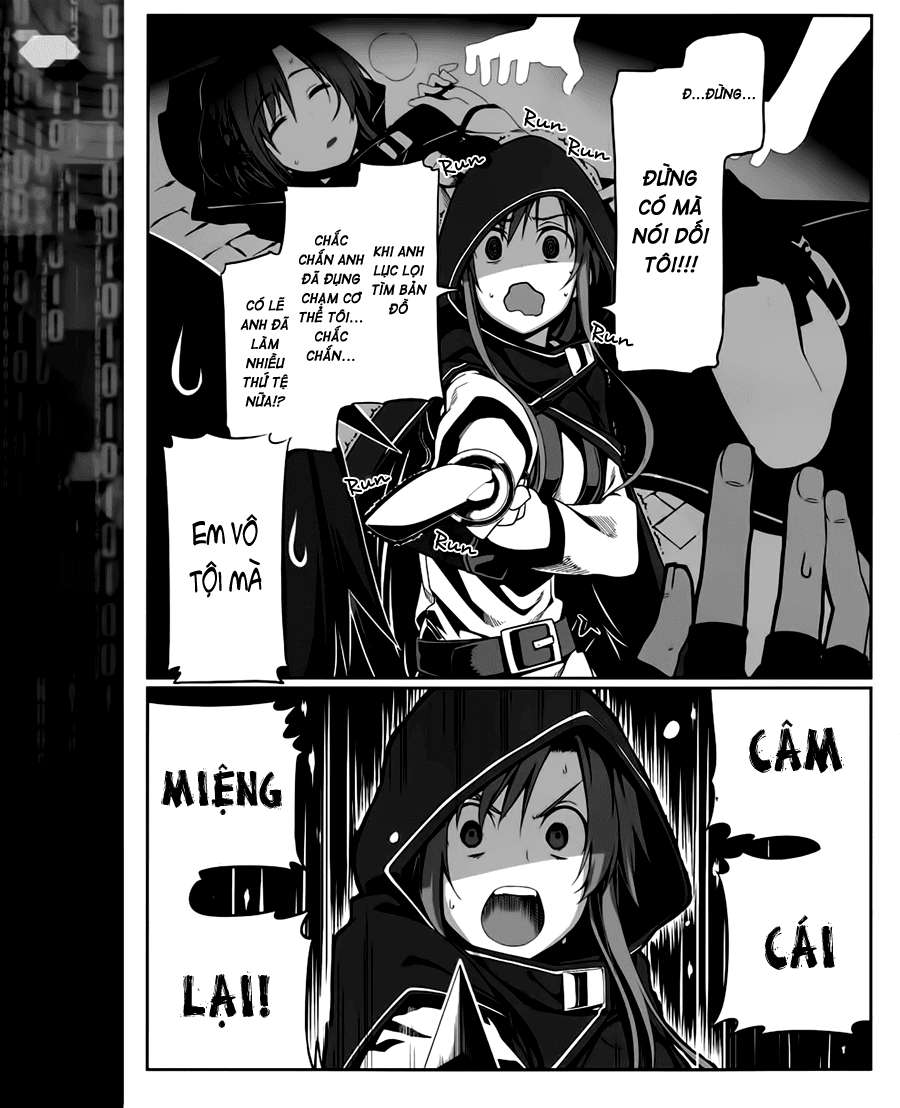 Đ...ĐỪNG...
ĐỪNG
CÓ MÀ
NÓI DỐI
TÔI!!!
Run
Run
Run
KHI ANH
LỤC LỌI
TÌM BẢN
ĐỒ
CHẮC
CHẮN ANH
ĐÃ ĐỤNG
CHẠM CƠ
THỂ TÔI...
CHẮC
CHẮN...
CÓ LẼ
ANH ĐÃ
LÀM
NHIỀU
THỨ TỆ
NỮA!?
Run
Run
Run
EM VÔ
TỘI MÀ
CÂM
CÁI
MIỆNG
LẠI!